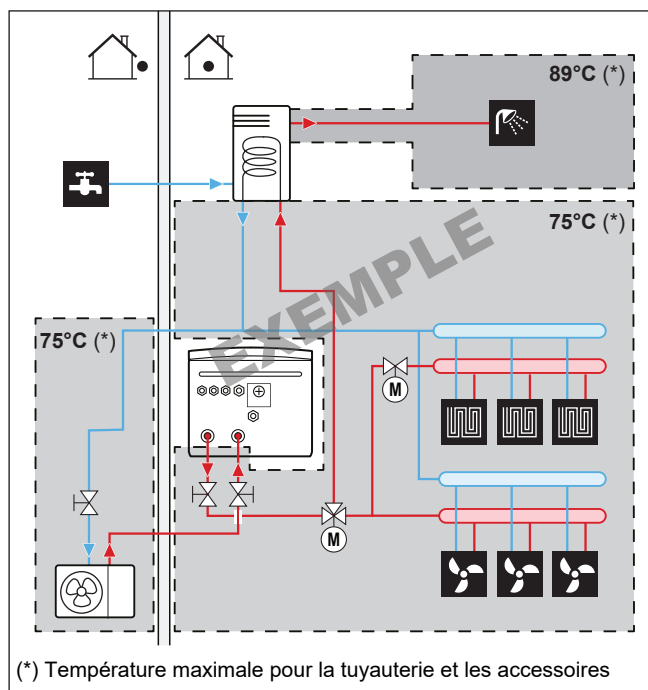 89°C (*)
75°C (*)
EXEMPLE
75°C (*)
M
M
(*) Température maximale pour la tuyauterie et les accessoires